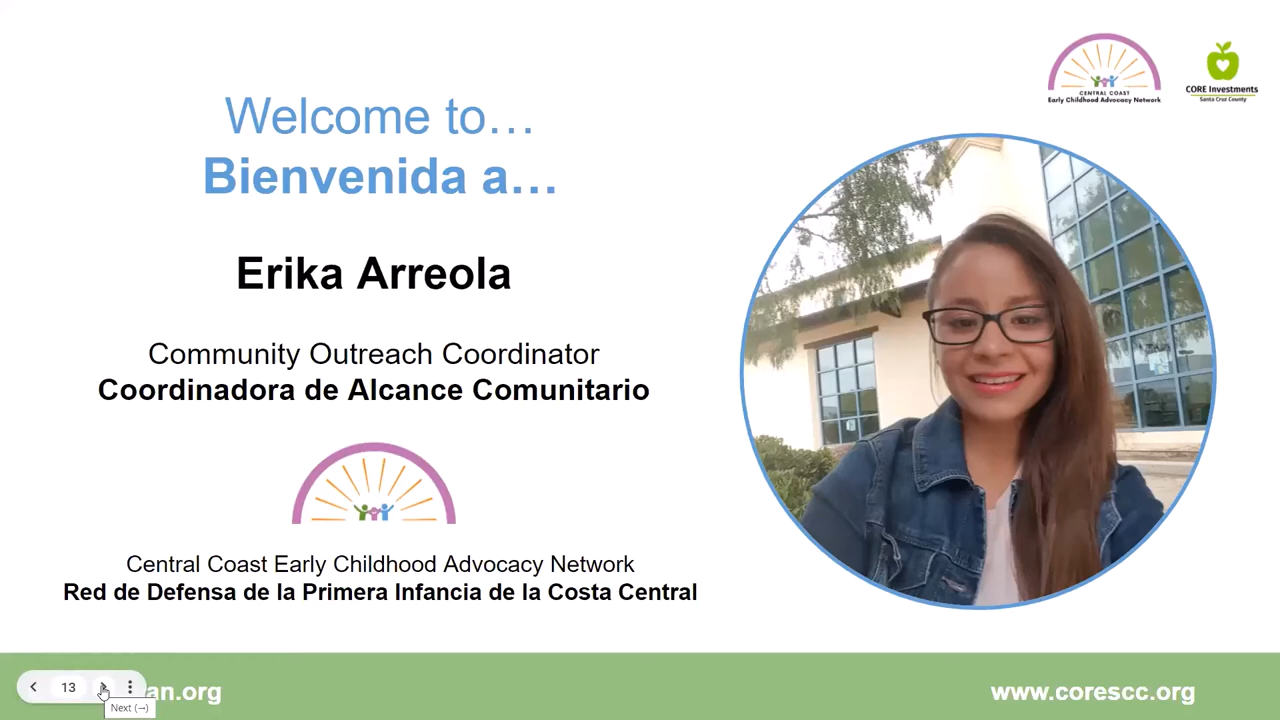 Welcome to…
Bienvenida a…
Erika Arreola
Community Outreach Coordinator
Coordinadora de Alcance Comunitario
Central Coast Early Childhood Advocacy Network
Red de Defensa de la Primera Infancia de la Costa Central
CENTRAL COAST
Early Childhood Advocacy Network
CORE Investments
Santa Cruz County
13
an.org
Next (→)
www.corescc.org